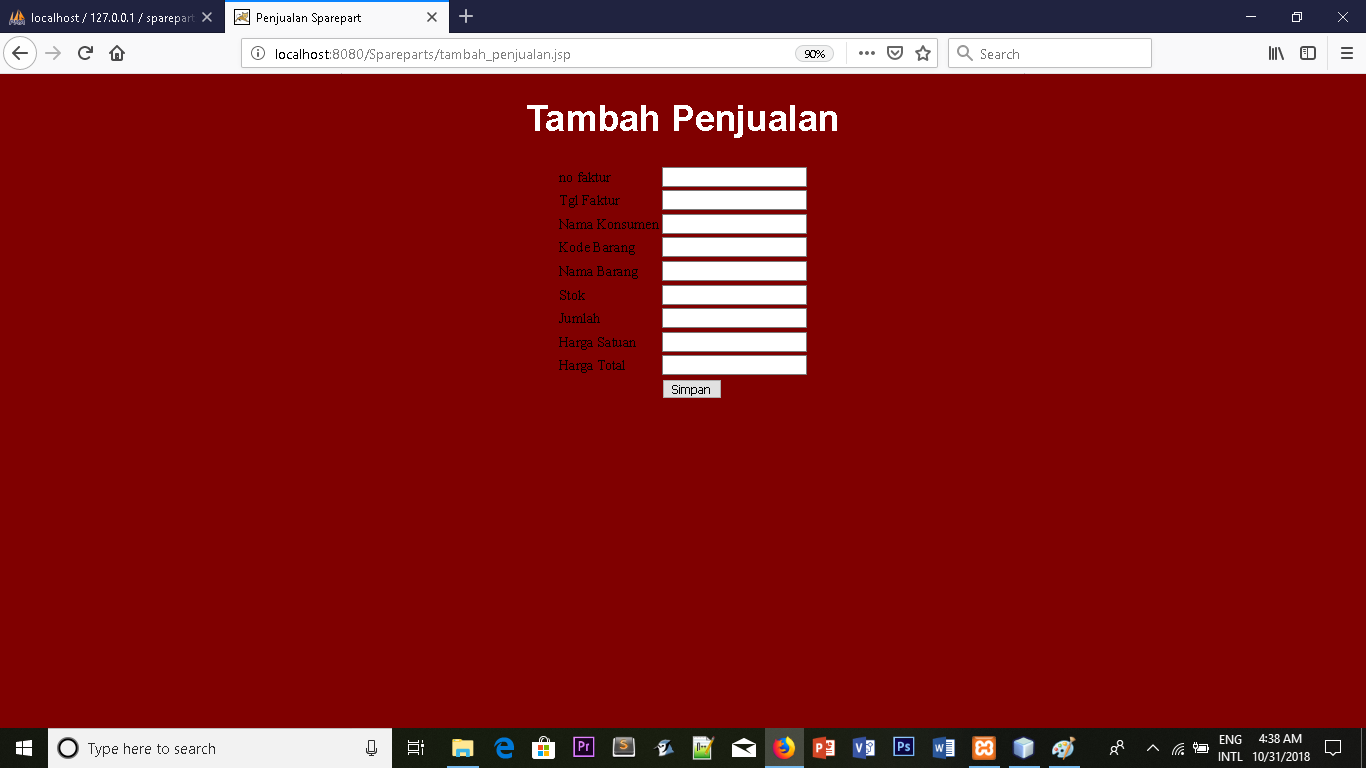 localhost / 127.0.0.1 / sparepart
Penjualan Sparepart
localhost:8080/Spareparts/tambah_penjualan.jsp
90%
Search
Tambah Penjualan
no faktur
Tgl Faktur
Nama Konsumen
Kode Barang
Nama Barang
Stok
Jumlah
Harga Satuan
Harga Total
Simpan
Type here to search
Pr
S
Ps
ENG
INTL
4:38 AM
10/31/2018